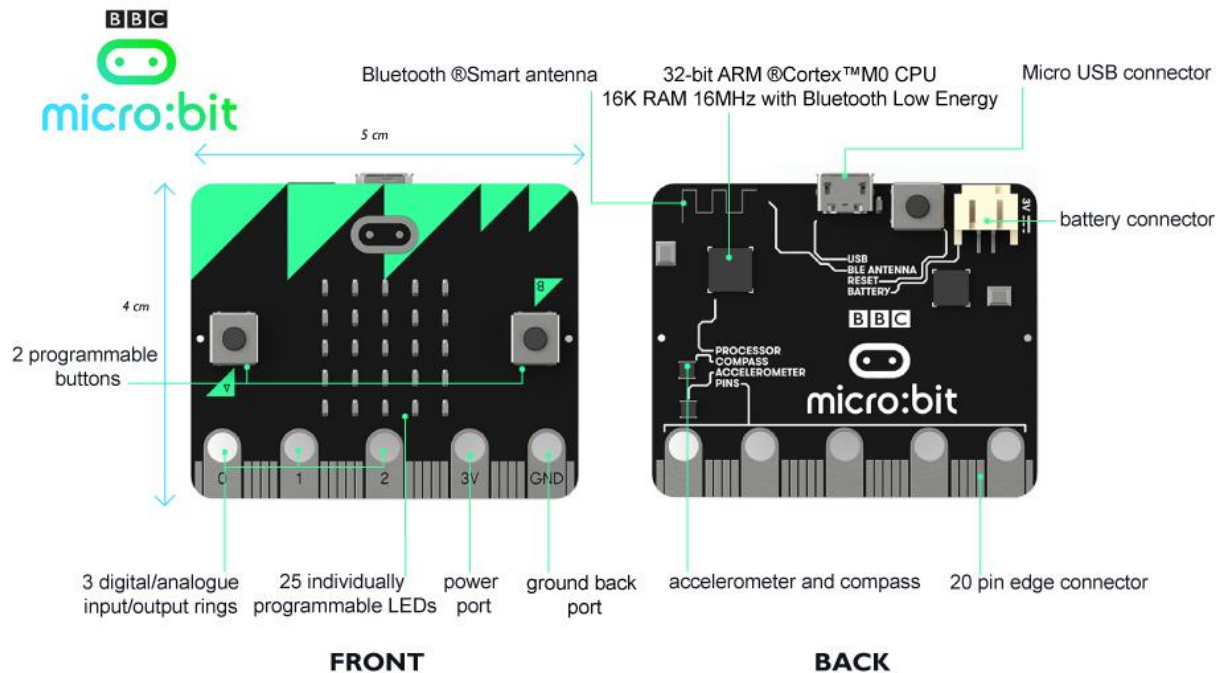 BBC
micro:bit
Bluetooth ®Smart antenna
32-bit ARM ®Cortex™M0 CPU
16K RAM 16MHz with Bluetooth Low Energy
Micro USB connector
5 cm
4 cm
2 programmable
buttons
B
A
0
1
2
3V
GND
3 digital/analogue
input/output rings
25 individually
programmable LEDs
power
port
ground back
port
FRONT
3V
battery connector
USB
BLE ANTENNA
RESET
BATTERY
BBC
PROCESSOR
COMPASS
ACCELEROMETER
PINS
micro:bit
accelerometer and compass
20 pin edge connector
BACK